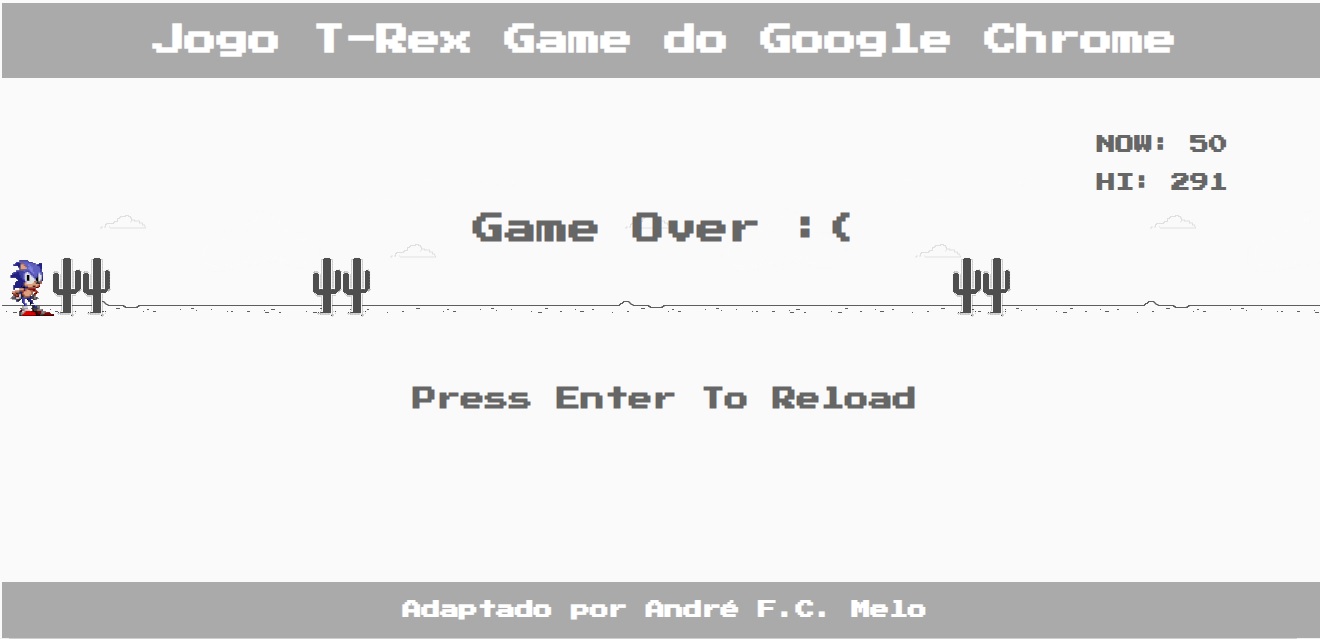 Jogo T-Rex Game do Google Chrome
NOW: 50
HI: 291
Game Over :(
Press Enter To Reload
Adaptado por André F.C. Melo